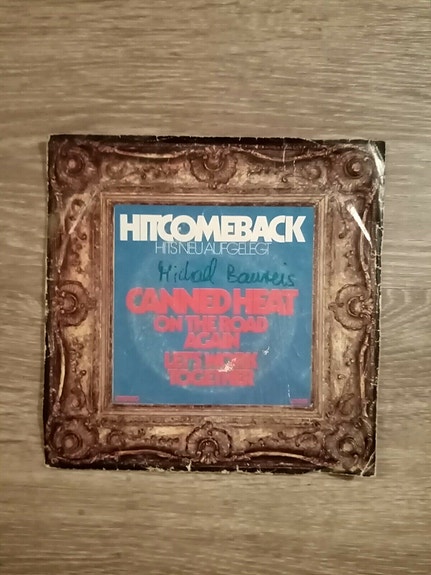 HITCOMEBACK
HITS NEU AUFGELEGT
CANNED HEAT
ON THE ROAD
AGAIN
LET'S WORK
TOGETHER